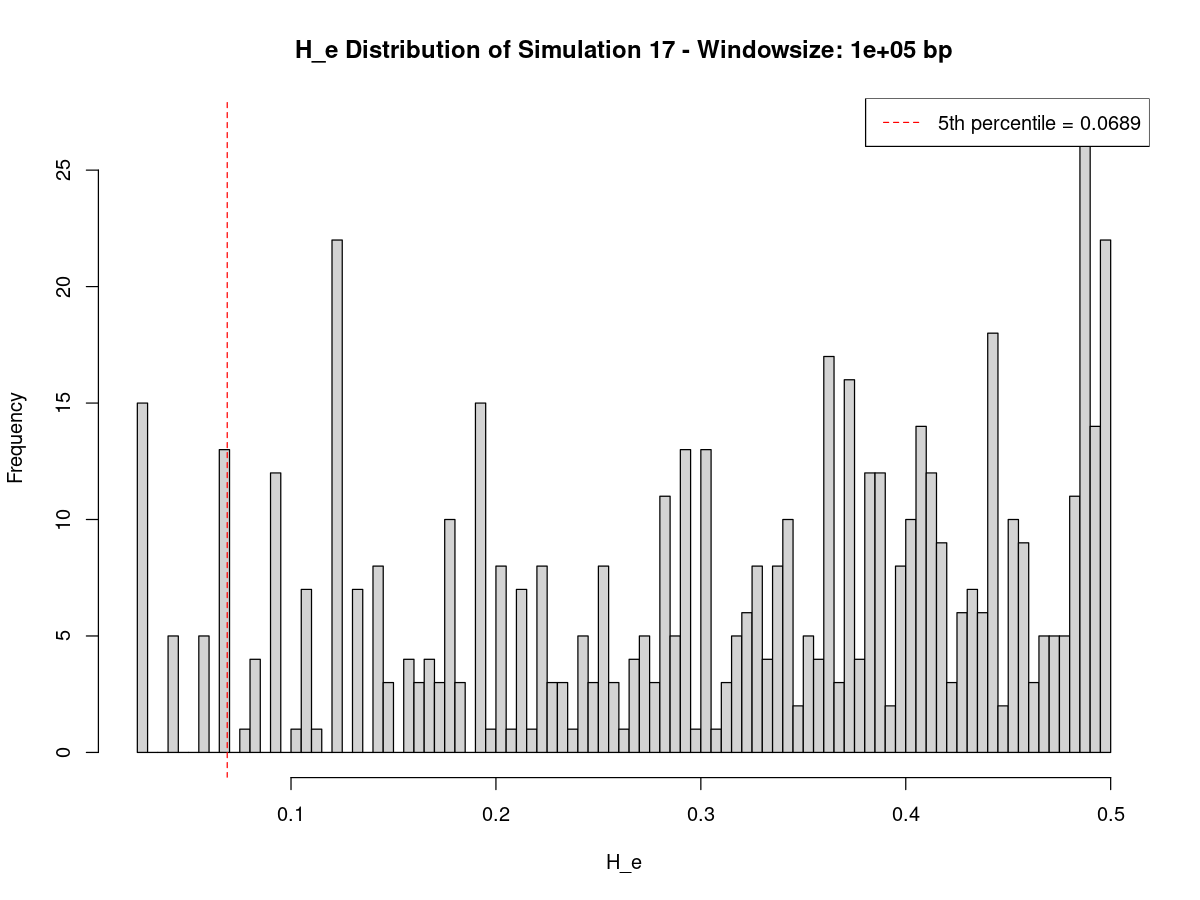 H_e Distribution of Simulation 17 - Windowsize: 1e+05 bp
5th percentile = 0.0689
Frequency
25
20
15
10
5
0
0.1 0.2 0.3 0.4 0.5
H_e